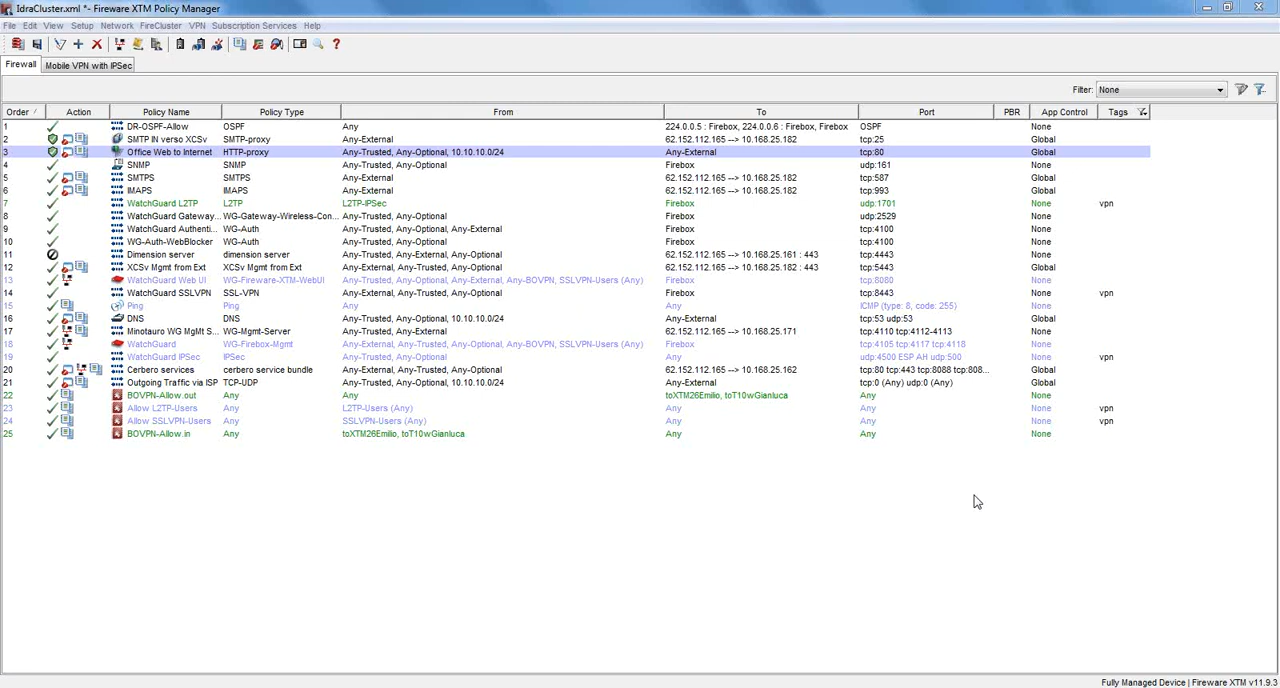 IdraCluster.xml *- Fireware XTM Policy Manager
File Edit View Setup Network FireCluster VPN Subscription Services Help
Firewall Mobile VPN with IPSec
Filter: None
Order / Action Policy Name Policy Type From To Port PBR App Control Tags
1 DR-OSPF-Allow OSPF Any 224.0.0.5 : Firebox, 224.0.0.6 : Firebox, Firebox OSPF None
2 SMTP IN verso XCSv SMTP-proxy Any-External 62.152.112.165 --> 10.168.25.182 tcp:25 Global
3 Office Web to Internet HTTP-proxy Any-Trusted, Any-Optional, 10.10.10.0/24 Any-External tcp:80 Global
4 SNMP SNMP Any-Trusted, Any-Optional Firebox udp:161 None
5 SMTPS SMTPS Any-External 62.152.112.165 --> 10.168.25.182 tcp:587 Global
6 IMAPS IMAPS Any-External 62.152.112.165 --> 10.168.25.182 tcp:993 Global
7 WatchGuard L2TP L2TP L2TP-IPSec Firebox udp:1701 None vpn
8 WatchGuard Gateway... WG-Gateway-Wireless-Con... Any-Trusted, Any-Optional Firebox udp:2529 None
9 WatchGuard Authenti... WG-Auth Any-Trusted, Any-Optional, Any-External Firebox tcp:4100 None
10 WG-Auth-WebBlocker WG-Auth Any-Trusted, Any-Optional Firebox tcp:4100 None
11 Dimension server dimension server Any-External 62.152.112.165 --> 10.168.25.161 : 443 tcp:4443 None
12 XCSv Mgmt from Ext XCSv Mgmt from Ext Any-External 62.152.112.165 --> 10.168.25.182 : 443 tcp:5443 Global
13 WatchGuard Web UI WG-Fireware-XTM-WebUI Any-Trusted, Any-Optional, Any-External, Any-BOVPN, SSLVPN-Users (Any) Firebox tcp:8080 None
14 WatchGuard SSLVPN SSL-VPN Any-External, Any-Trusted, Any-Optional Firebox tcp:8443 None vpn
15 Ping Ping Any Any ICMP (type: 8, code: 255) None
16 DNS DNS Any-Trusted, Any-Optional, 10.10.10.0/24 Any-External tcp:53 udp:53 Global
17 Minotauro WG MgMt S... WG-Mgmt-Server Any-Trusted, Any-External 62.152.112.165 --> 10.168.25.171 tcp:4110 tcp:4112-4113 None
18 WatchGuard WG-Firebox-Mgmt Any-Trusted, Any-Optional, Any-External, Any-BOVPN, SSLVPN-Users (Any) Firebox tcp:4105 tcp:4117 tcp:4118 None
19 WatchGuard IPSec IPSec Any-Trusted, Any-Optional Any udp:4500 ESP AH udp:500 None vpn
20 Cerbero services Cerbero service bundle Any-External 62.152.112.165 --> 10.168.25.162 tcp:80 tcp:443 tcp:8088 tcp:808... Global
21 Outgoing Traffic via ISP TCP-UDP Any-Trusted, Any-Optional, 10.10.10.0/24 Any-External tcp:0 (Any) udp:0 (Any) Global
22 BOVPN-Allow.out Any Any toXTM26Emilio, toT10wGianluca Any None
23 Allow L2TP-Users Any L2TP-Users (Any) Any Any None vpn
24 Allow SSLVPN-Users Any SSLVPN-Users (Any) Any Any None vpn
25 BOVPN-Allow.in Any toXTM26Emilio, toT10wGianluca Any Any None
Fully Managed Device | Fireware XTM v11.9.3